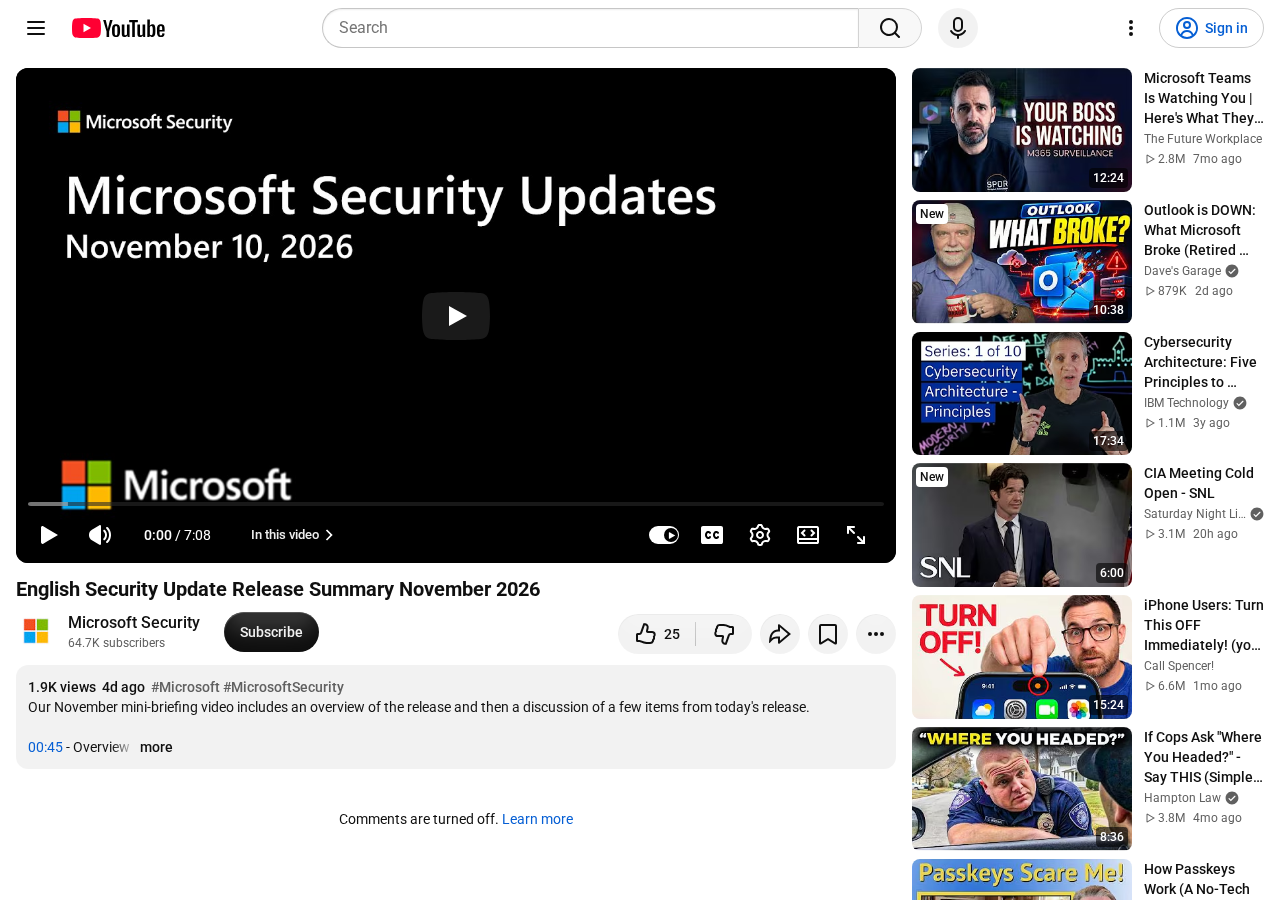 YouTube
Search
Sign in
Microsoft Security
Microsoft Security Updates
November 10, 2026
Microsoft
0:00 / 7:08
In this video
CC
English Security Update Release Summary November 2026
Microsoft Security
64.7K subscribers
Subscribe
25
1.9K views 4d ago #Microsoft #MicrosoftSecurity
Our November mini-briefing video includes an overview of the release and then a discussion of a few items from today's release.
00:45 - Overview more
Comments are turned off. Learn more
YOUR BOSS
IS WATCHING
M365 SURVEILLANCE
SPQR
12:24
Microsoft Teams
Is Watching You |
Here's What They…
The Future Workplace
2.8M 7mo ago
New
OUTLOOK
WHAT BROKE?
10:38
Outlook is DOWN:
What Microsoft
Broke (Retired …
Dave's Garage
879K 2d ago
Series: 1 of 10
Cybersecurity
Architecture -
Principles
17:34
Cybersecurity
Architecture: Five
Principles to …
IBM Technology
1.1M 3y ago
New
SNL
6:00
CIA Meeting Cold
Open - SNL
Saturday Night Li…
3.1M 20h ago
TURN
OFF!
9:41
15:24
iPhone Users: Turn
This OFF
Immediately! (yo…
Call Spencer!
6.6M 1mo ago
"WHERE YOU HEADED?"
8:36
If Cops Ask "Where
You Headed?" -
Say THIS (Simple…
Hampton Law
3.8M 4mo ago
Passkeys Scare Me!
How Passkeys
Work (A No-Tech